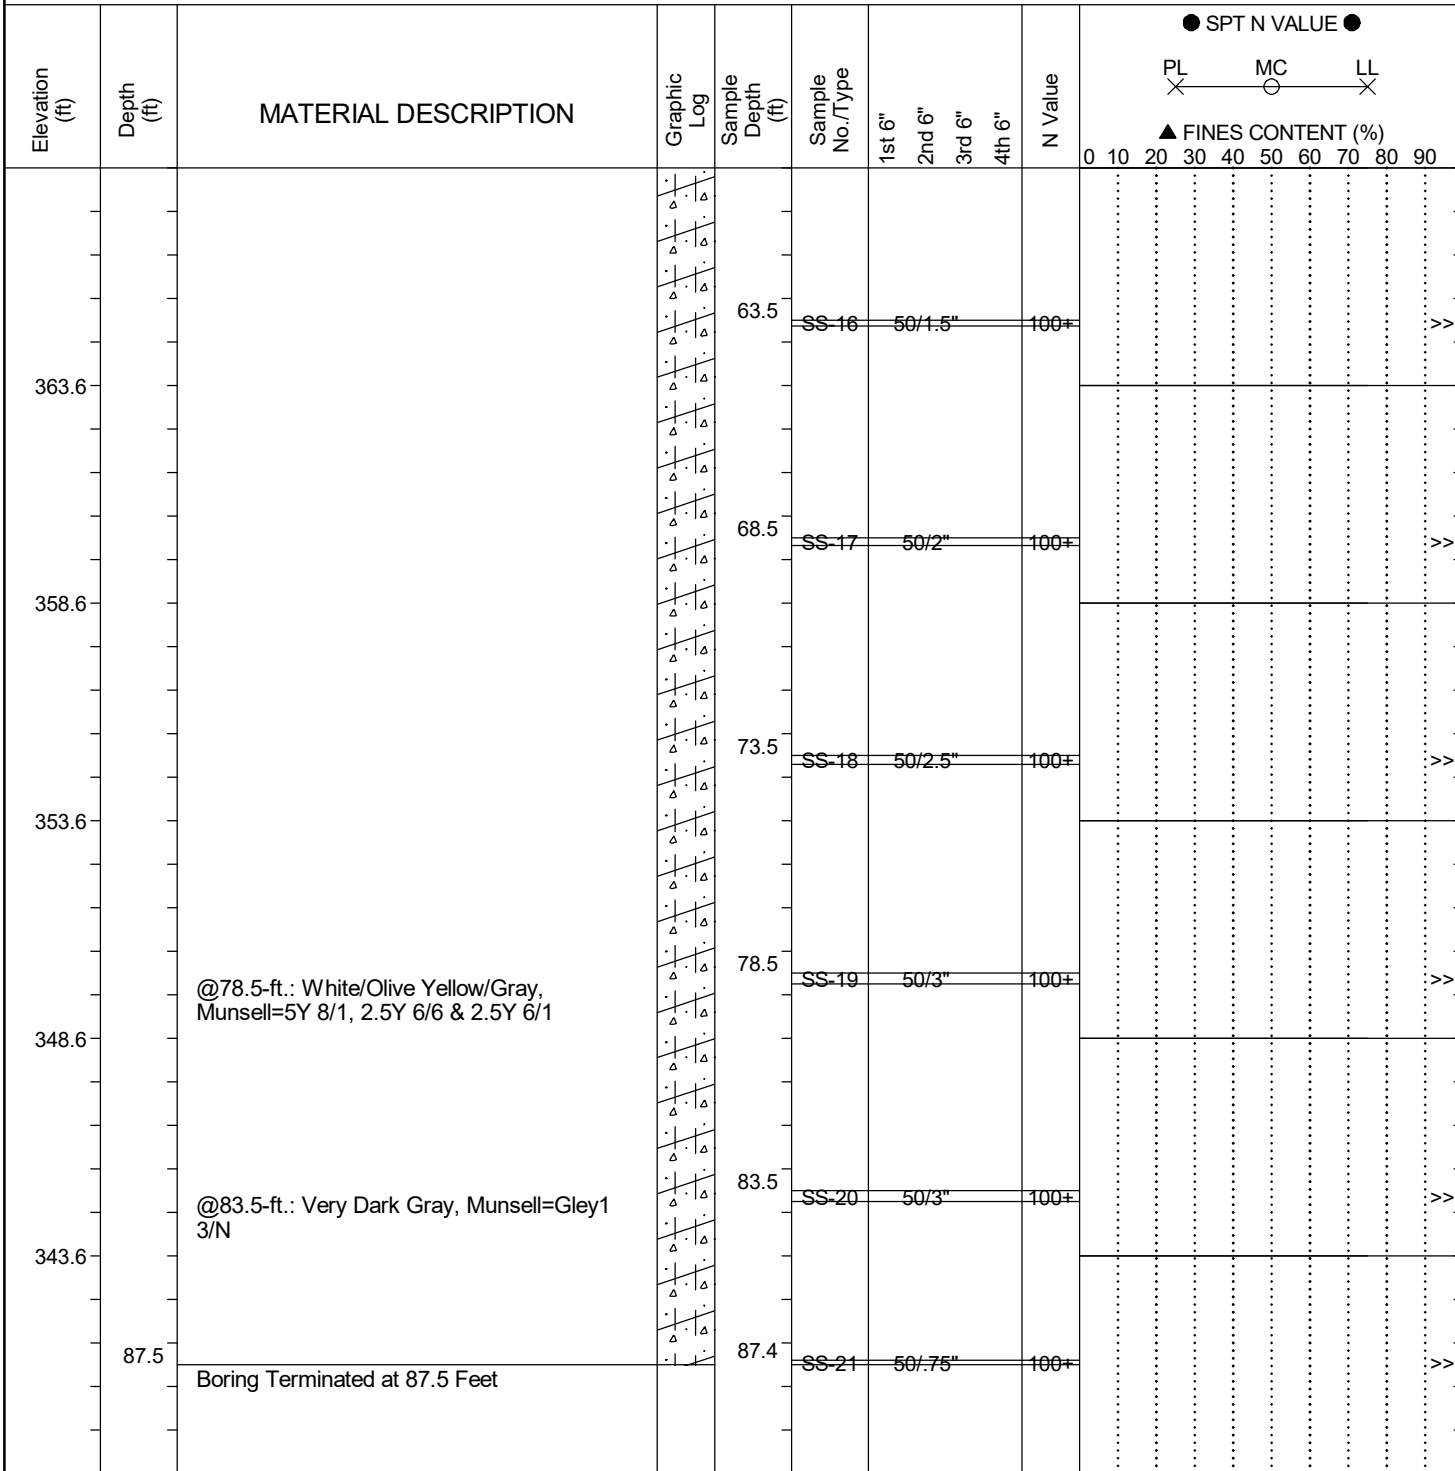 ● SPT N VALUE ●
PL MC LL
▲ FINES CONTENT (%)
0 10 20 30 40 50 60 70 80 90
Elevation
(ft)
Depth
(ft)
MATERIAL DESCRIPTION
Graphic
Log
Sample
Depth
(ft)
Sample
No./Type
1st 6"
2nd 6"
3rd 6"
4th 6"
N Value
63.5 SS-16 50/1.5" 100+ >>
363.6
68.5 SS-17 50/2" 100+ >>
358.6
73.5 SS-18 50/2.5" 100+ >>
353.6
78.5 SS-19 50/3" 100+ >>
@78.5-ft.: White/Olive Yellow/Gray,
Munsell=5Y 8/1, 2.5Y 6/6 & 2.5Y 6/1
348.6
83.5 SS-20 50/3" 100+ >>
@83.5-ft.: Very Dark Gray, Munsell=Gley1
3/N
343.6
87.5 87.4 SS-21 50/.75" 100+ >>
Boring Terminated at 87.5 Feet